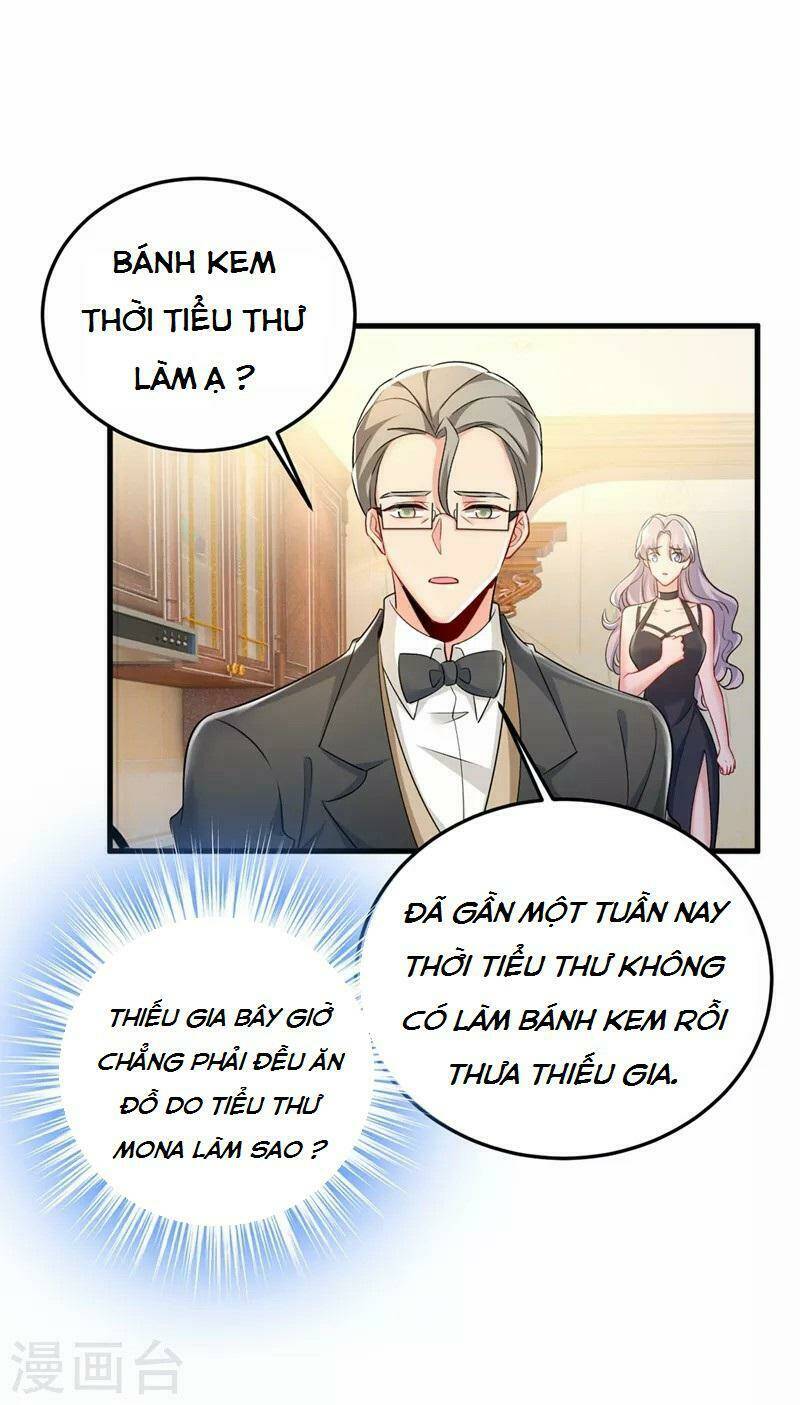 BÁNH KEM
THỜI TIỂU THƯ
LÀM Ạ ?
ĐÃ GẦN MỘT TUẦN NAY
THỜI TIỂU THƯ KHÔNG
CÓ LÀM BÁNH KEM RỒI
THƯA THIẾU GIA.
THIẾU GIA BÂY GIỜ
CHẲNG PHẢI ĐỀU ĂN
ĐỒ DO TIỂU THƯ
MONA LÀM SAO ?
漫画台